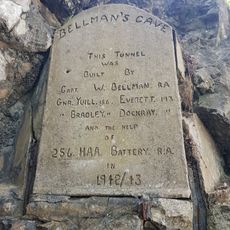 BELLMAN'S CAVE
THIS TUNNEL
WAS
BUILT BY
W. BELLMAN. R.A
GNR. YUILL, EVERETT,
" BRADLEY, " DOCKRAY.
AND THE HELP
OF
256 HAA BATTERY. R.A.
IN
1942/43